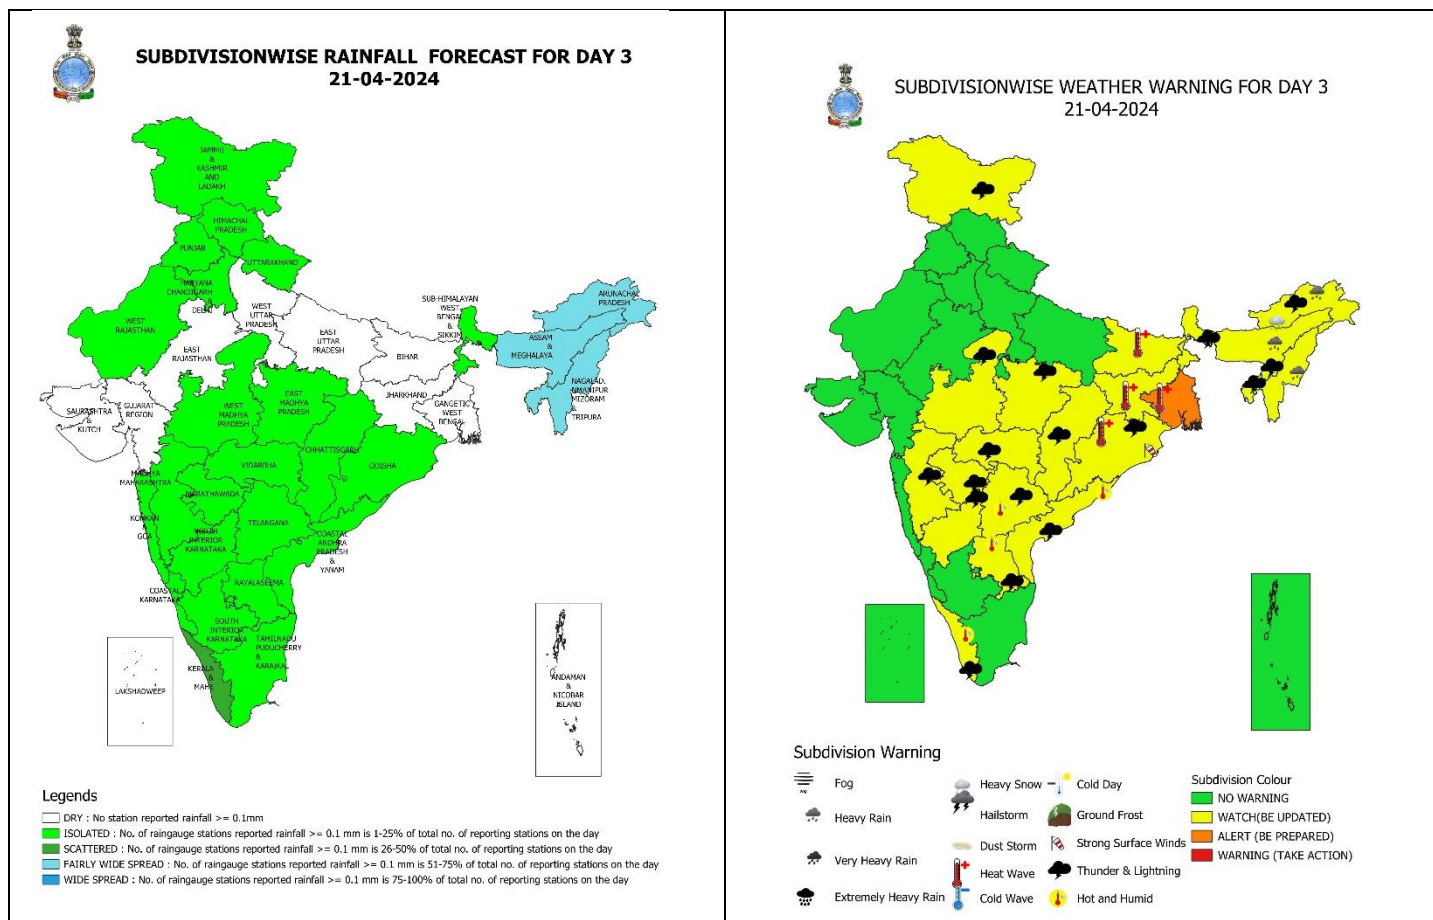 SUBDIVISIONWISE RAINFALL FORECAST FOR DAY 3
21-04-2024
JAMMU
&
KASHMIR
AND
LADAKH
HIMACHAL
PRADESH
PUNJAB
UTTARAKHAND
HARYANA
CHANDIGARH
&
DELHI
WEST
RAJASTHAN
WEST
UTTAR
PRADESH
EAST
UTTAR
PRADESH
EAST
RAJASTHAN
BIHAR
SUB-HIMALAYAN
WEST
BENGAL
&
SIKKIM
ARUNACHAL
PRADESH
ASSAM
&
MEGHALAYA
NAGALAD,
MANIPUR
MIZORAM
&
TRIPURA
JHARKHAND
GANGETIC
WEST
BENGAL
SAURASHTRA
&
KUTCH
GUJARAT
REGION
WEST
MADHYA
PRADESH
EAST
MADHYA
PRADESH
CHHATTISGARH
ODISHA
VIDARBHA
MADHYA
MAHARASHTRA
MARATHAWADA
KONKAN
&
GOA
NORTH
INTERIOR
KARNATAKA
TELANGANA
COASTAL
ANDHRA
PRADESH
&
YANAM
RAYALASEEMA
COASTAL
KARNATAKA
SOUTH
INTERIOR
KARNATAKA
TAMILNADU
PUDUCHERRY
&
KARAIKAL
KERALA
&
MAHE
LAKSHADWEEP
ANDAMAN
&
NICOBAR
ISLAND
Legends
DRY : No station reported rainfall >= 0.1mm
ISOLATED : No. of raingauge stations reported rainfall >= 0.1 mm is 1-25% of total no. of reporting stations on the day
SCATTERED : No. of raingauge stations reported rainfall >= 0.1 mm is 26-50% of total no. of reporting stations on the day
FAIRLY WIDE SPREAD : No. of raingauge stations reported rainfall >= 0.1 mm is 51-75% of total no. of reporting stations on the day
WIDE SPREAD : No. of raingauge stations reported rainfall >= 0.1 mm is 75-100% of total no. of reporting stations on the day
SUBDIVISIONWISE WEATHER WARNING FOR DAY 3
21-04-2024
Subdivision Warning
Fog
Heavy Rain
Very Heavy Rain
Extremely Heavy Rain
Heavy Snow
Hailstorm
Dust Storm
Heat Wave
Cold Wave
Cold Day
Ground Frost
Strong Surface Winds
Thunder & Lightning
Hot and Humid
Subdivision Colour
NO WARNING
WATCH(BE UPDATED)
ALERT (BE PREPARED)
WARNING (TAKE ACTION)